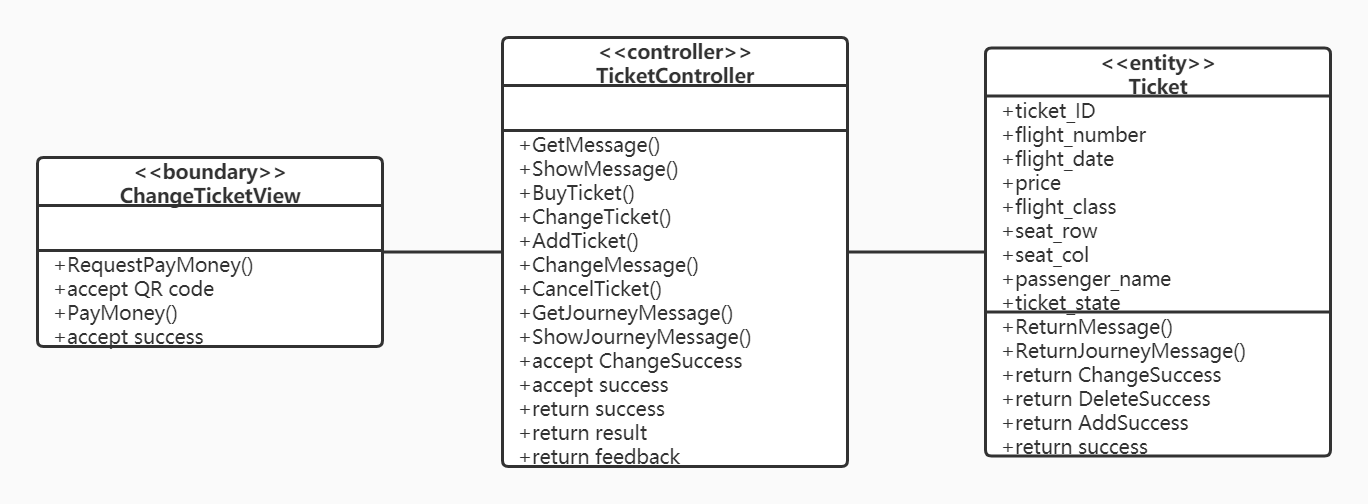 <<boundary>>
ChangeTicketView
+RequestPayMoney()
+accept QR code
+PayMoney()
+accept success
<<controller>>
TicketController
+GetMessage()
+ShowMessage()
+BuyTicket()
+ChangeTicket()
+AddTicket()
+ChangeMessage()
+CancelTicket()
+GetJourneyMessage()
+ShowJourneyMessage()
+accept ChangeSuccess
+accept success
+return success
+return result
+return feedback
<<entity>>
Ticket
+ticket_ID
+flight_number
+flight_date
+price
+flight_class
+seat_row
+seat_col
+passenger_name
+ticket_state
+ReturnMessage()
+ReturnJourneyMessage()
+return ChangeSuccess
+return DeleteSuccess
+return AddSuccess
+return success